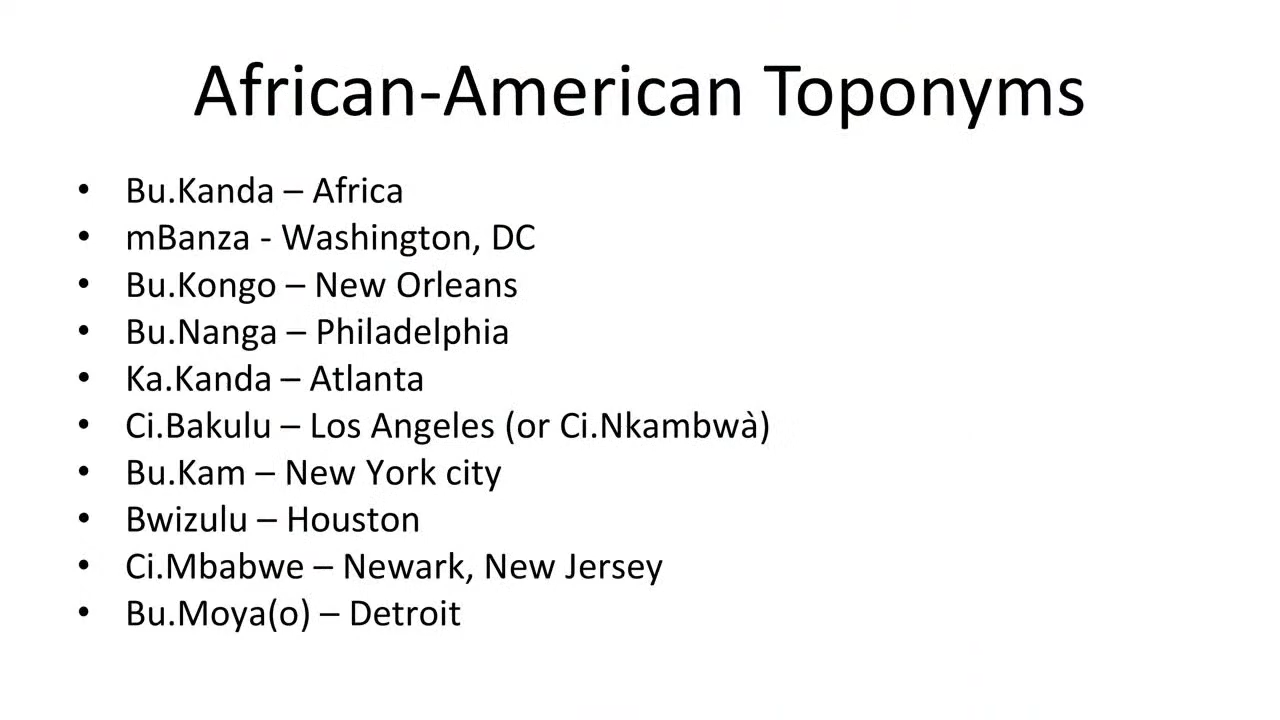 African-American Toponyms
• Bu.Kanda – Africa
• mBanza - Washington, DC
• Bu.Kongo – New Orleans
• Bu.Nanga – Philadelphia
• Ka.Kanda – Atlanta
• Ci.Bakulu – Los Angeles (or Ci.Nkambwà)
• Bu.Kam – New York city
• Bwizulu – Houston
• Ci.Mbabwe – Newark, New Jersey
• Bu.Moya(o) – Detroit